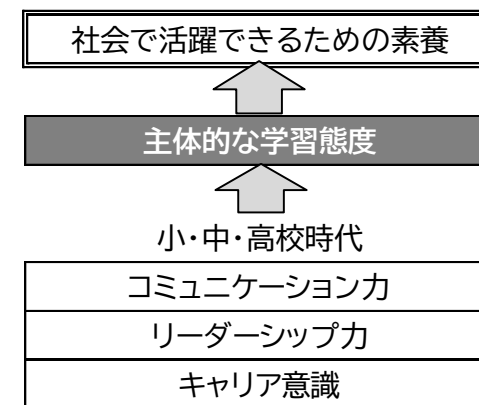 社会で活躍できるための素養
主体的な学習態度
小・中・高校時代
コミュニケーション力
リーダーシップ力
キャリア意識